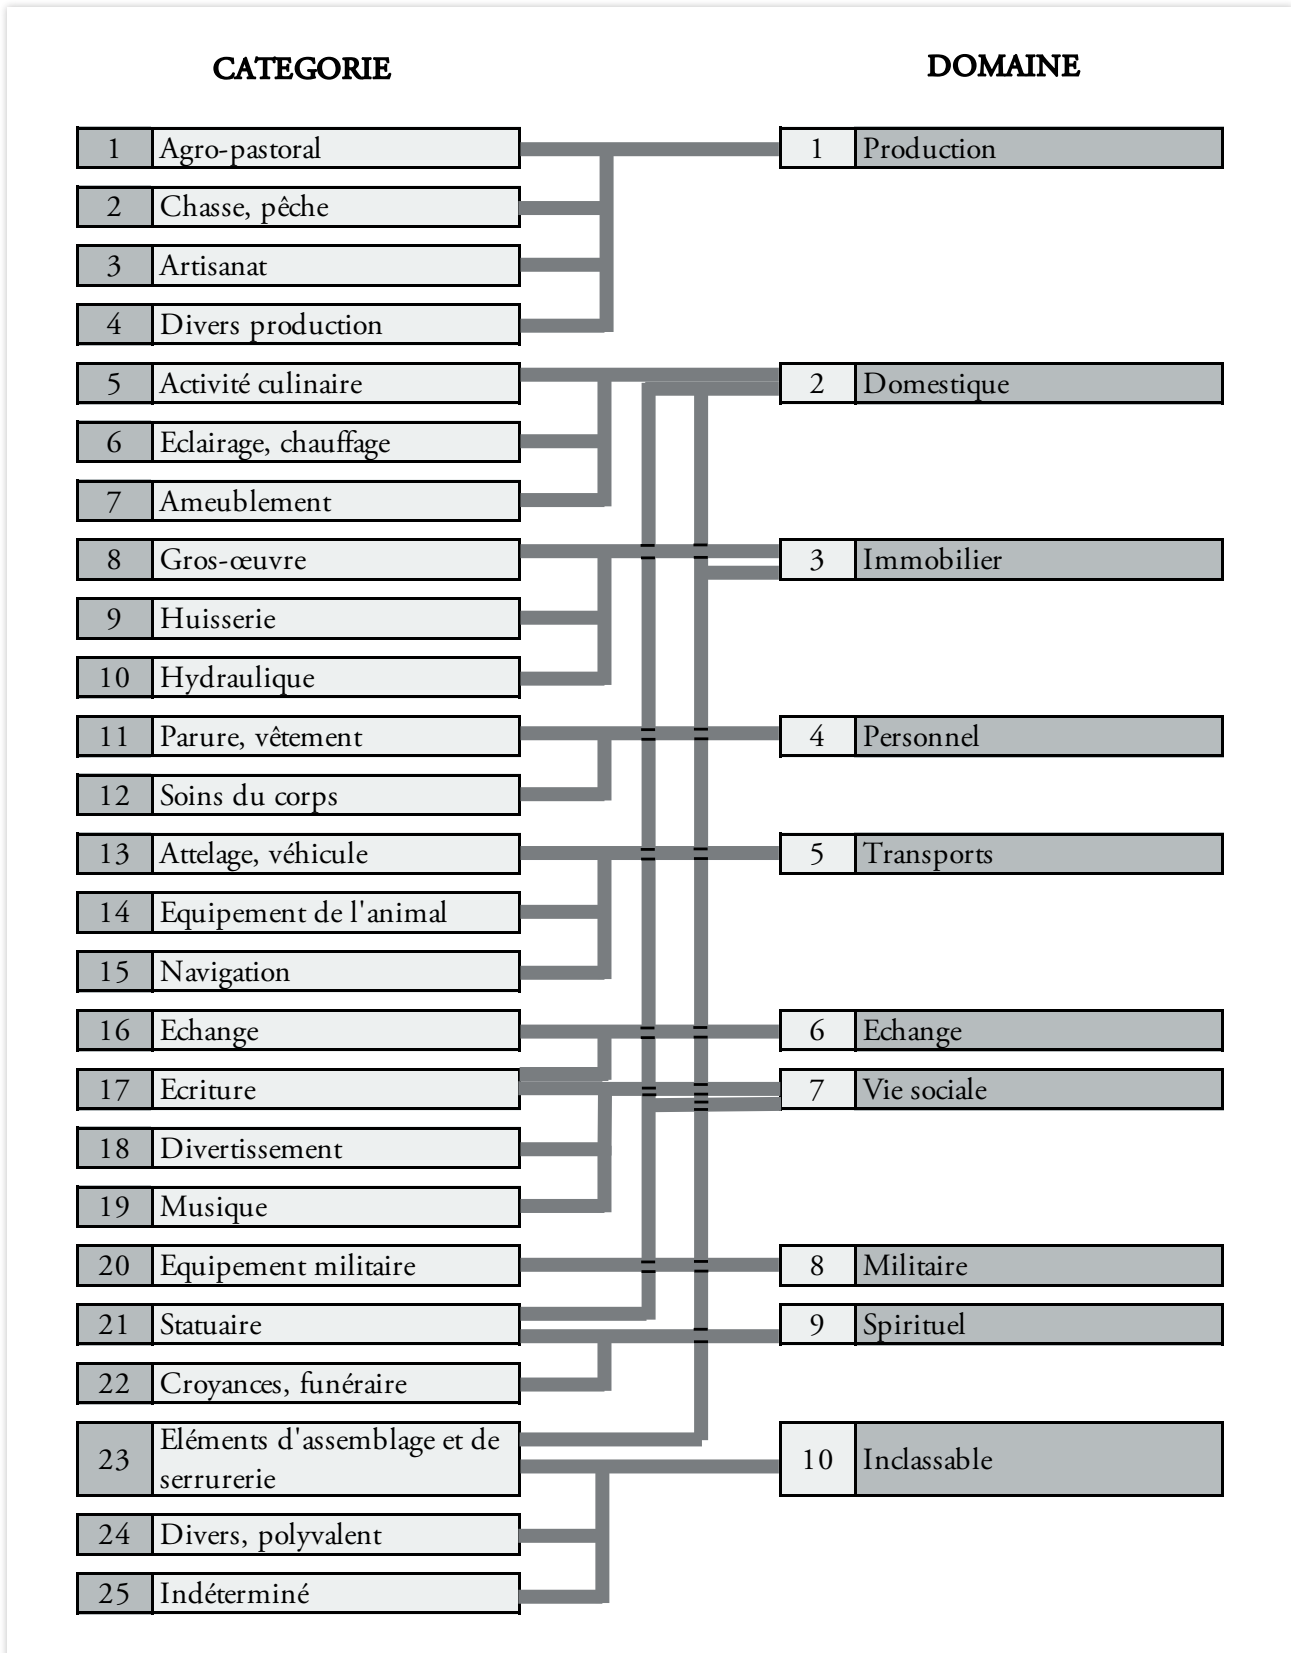 CATEGORIE
DOMAINE
1 Agro-pastoral
1 Production
2 Chasse, pêche
3 Artisanat
4 Divers production
5 Activité culinaire
2 Domestique
6 Eclairage, chauffage
7 Ameublement
8 Gros-œuvre
3 Immobilier
9 Huisserie
10 Hydraulique
11 Parure, vêtement
4 Personnel
12 Soins du corps
13 Attelage, véhicule
5 Transports
14 Equipement de l'animal
15 Navigation
16 Echange
6 Echange
17 Ecriture
7 Vie sociale
18 Divertissement
19 Musique
20 Equipement militaire
8 Militaire
21 Statuaire
9 Spirituel
22 Croyances, funéraire
23 Eléments d'assemblage et de
serrurerie
10 Inclassable
24 Divers, polyvalent
25 Indéterminé